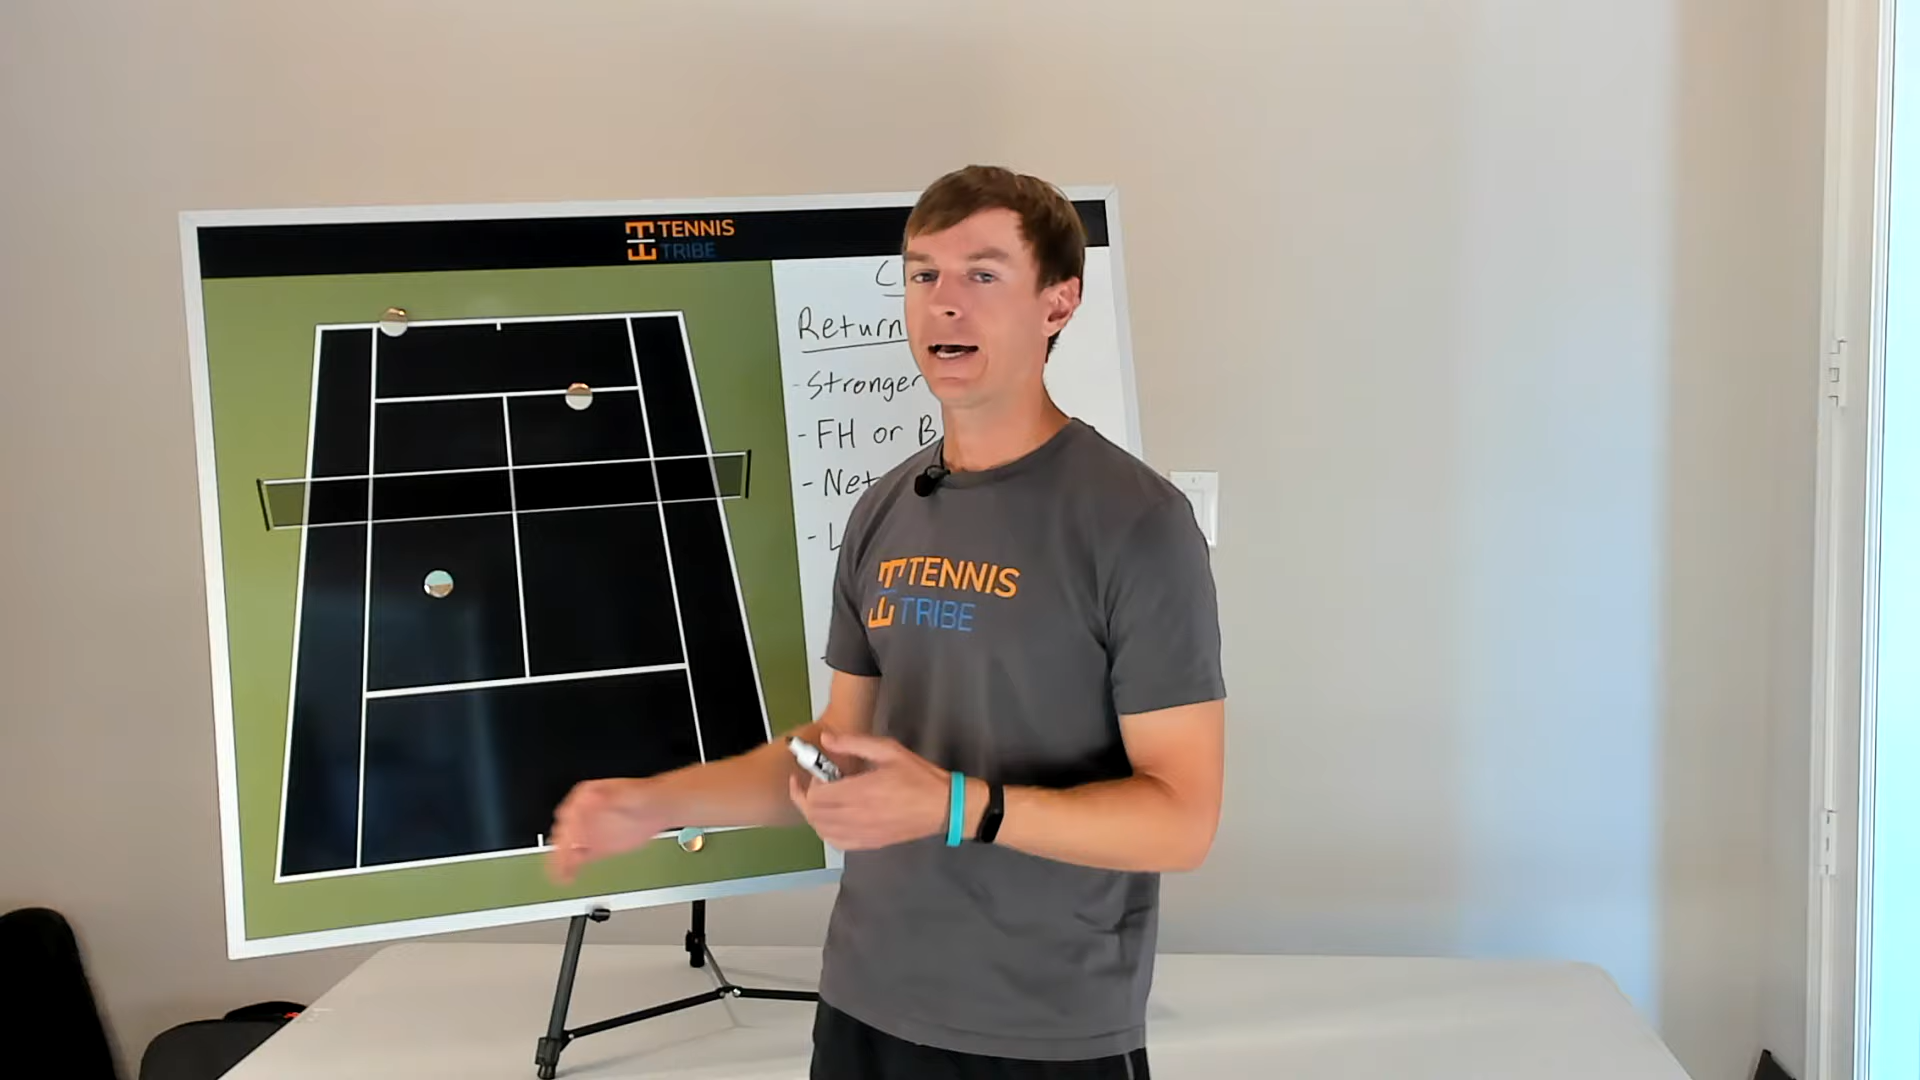 TENNIS
TRIBE
Return
- Stronger
- FH or B
- Net
TENNIS
TRIBE